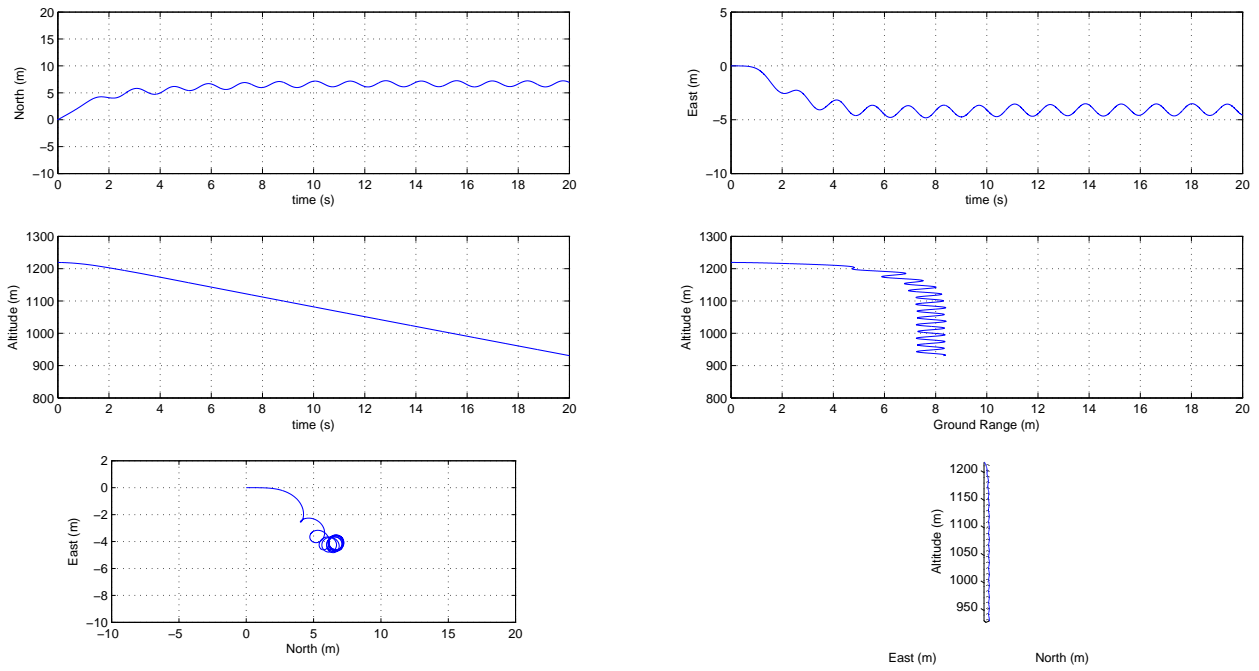 20
15
10
5
0
−5
−10
North (m)
0 2 4 6 8 10 12 14 16 18 20
time (s)
5
0
−5
−10
East (m)
0 2 4 6 8 10 12 14 16 18 20
time (s)
1300
1200
1100
1000
900
800
Altitude (m)
0 2 4 6 8 10 12 14 16 18 20
time (s)
1300
1200
1100
1000
900
800
Altitude (m)
0 2 4 6 8 10 12 14 16 18 20
Ground Range (m)
2
0
−2
−4
−6
−8
−10
East (m)
−10 −5 0 5 10 15 20
North (m)
1200
1150
1100
1050
1000
950
Altitude (m)
East (m) North (m)